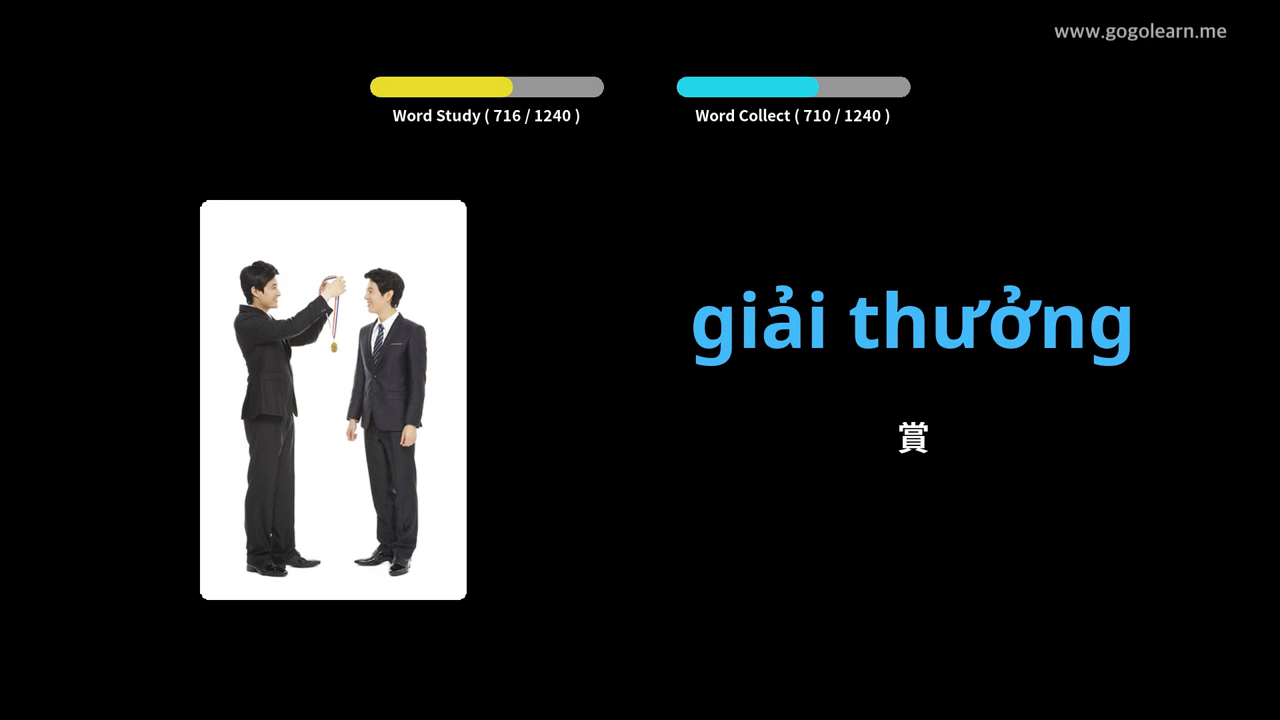 www.gogolearn.me
Word Study ( 716 / 1240 )
Word Collect ( 710 / 1240 )
giải thưởng
賞